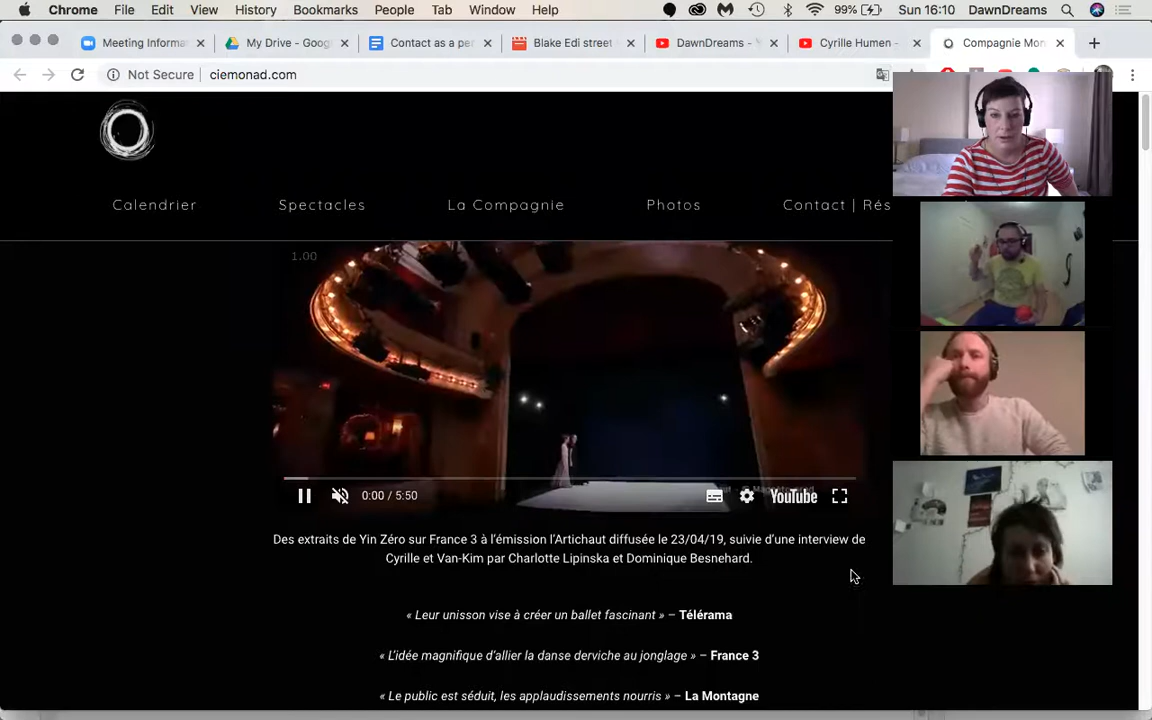 Chrome File Edit View History Bookmarks People Tab Window Help 99% Sun 16:10 DawnDreams
Meeting Informa My Drive - Goog Contact as a per Blake Edi street DawnDreams - Y Cyrille Humen - Compagnie Mon
Not Secure ciemonad.com
Calendrier Spectacles La Compagnie Photos Contact | Rés
1.00
0:00 / 5:50 YouTube
Des extraits de Yin Zéro sur France 3 à l'émission l'Artichaut diffusée le 23/04/19, suivie d'une interview de
Cyrille et Van-Kim par Charlotte Lipinska et Dominique Besnehard.
« Leur unisson vise à créer un ballet fascinant » – Télérama
« L'idée magnifique d'allier la danse derviche au jonglage » – France 3
« Le public est séduit, les applaudissements nourris » – La Montagne